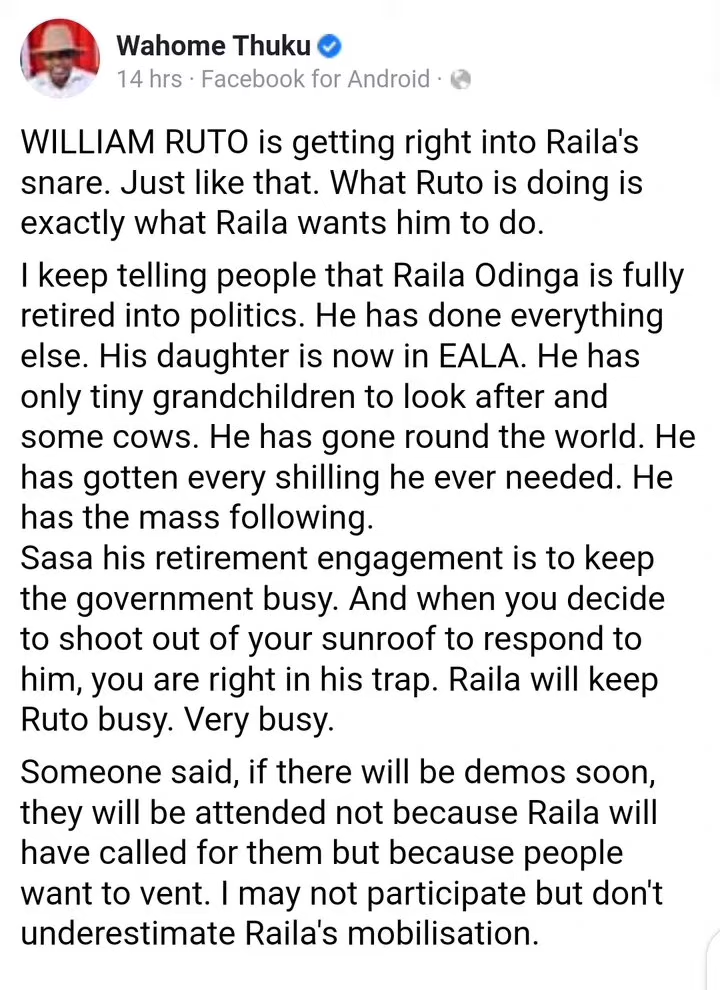 Wahome Thuku
14 hrs · Facebook for Android ·
WILLIAM RUTO is getting right into Raila's
snare. Just like that. What Ruto is doing is
exactly what Raila wants him to do.
I keep telling people that Raila Odinga is fully
retired into politics. He has done everything
else. His daughter is now in EALA. He has
only tiny grandchildren to look after and
some cows. He has gone round the world. He
has gotten every shilling he ever needed. He
has the mass following.
Sasa his retirement engagement is to keep
the government busy. And when you decide
to shoot out of your sunroof to respond to
him, you are right in his trap. Raila will keep
Ruto busy. Very busy.
Someone said, if there will be demos soon,
they will be attended not because Raila will
have called for them but because people
want to vent. I may not participate but don't
underestimate Raila's mobilisation.